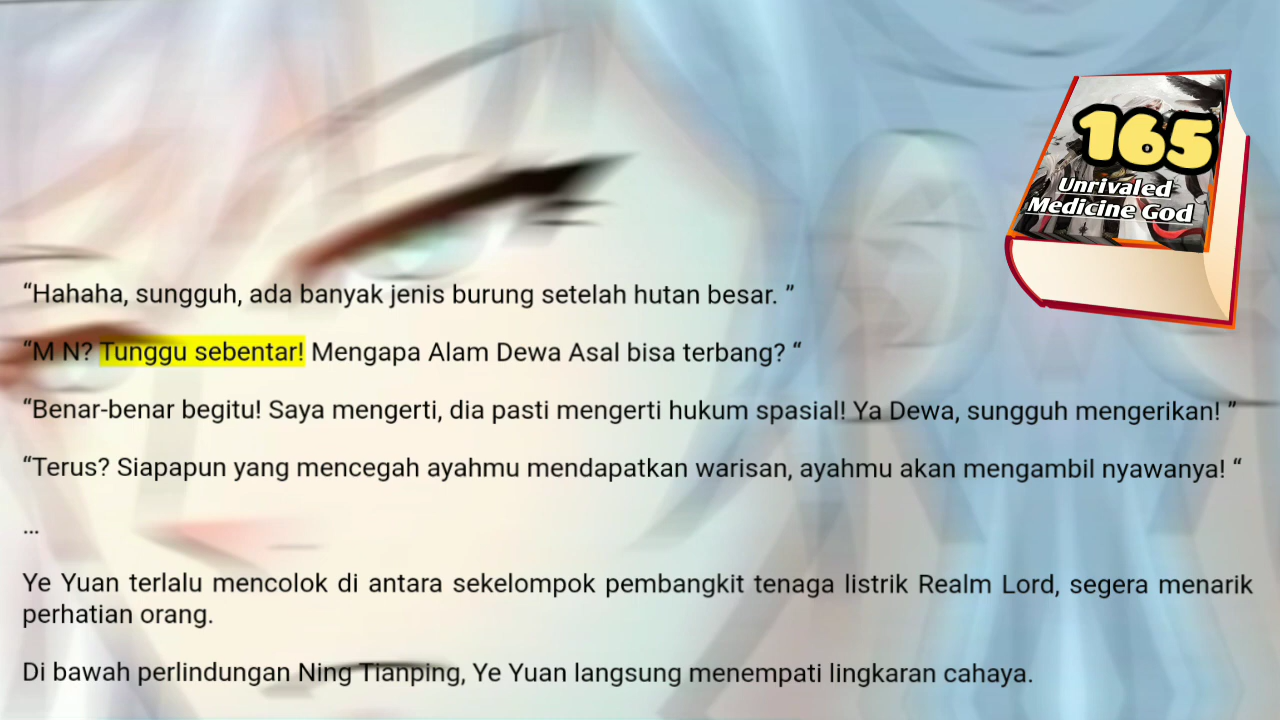 165
Unrivaled
Medicine God
“Hahaha, sungguh, ada banyak jenis burung setelah hutan besar. ”
“M N? Tunggu sebentar! Mengapa Alam Dewa Asal bisa terbang? “
“Benar-benar begitu! Saya mengerti, dia pasti mengerti hukum spasial! Ya Dewa, sungguh mengerikan! ”
“Terus? Siapapun yang mencegah ayahmu mendapatkan warisan, ayahmu akan mengambil nyawanya! “
...
Ye Yuan terlalu mencolok di antara sekelompok pembangkit tenaga listrik Realm Lord, segera menarik
perhatian orang.
Di bawah perlindungan Ning Tianping, Ye Yuan langsung menempati lingkaran cahaya.